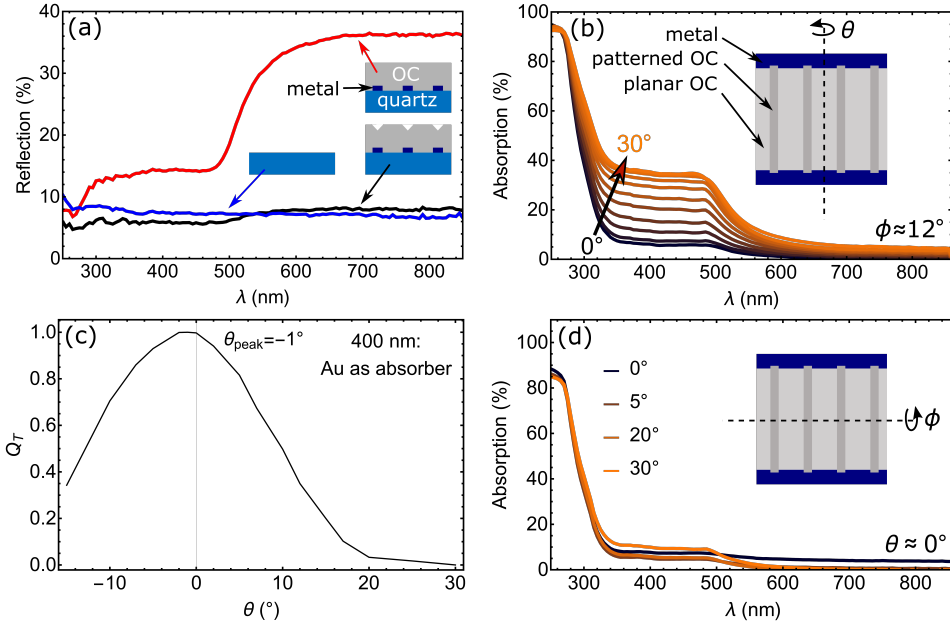 (a)
Reflection (%)
40
30
20
10
0
OC
metal
quartz
300 400 500 600 700 800
λ (nm)
(b)
Absorption (%)
100
80
60
40
20
0
θ
metal
patterned OC
planar OC
30°
0°
ϕ≈12°
300 400 500 600 700 800
λ (nm)
(c)
Q_T
1.0
0.8
0.6
0.4
0.2
0.0
θpeak=−1°
400 nm:
Au as absorber
−10 0 10 20 30
θ (°)
(d)
Absorption (%)
100
80
60
40
20
0
0°
5°
20°
30°
ϕ
θ ≈ 0°
300 400 500 600 700 800
λ (nm)